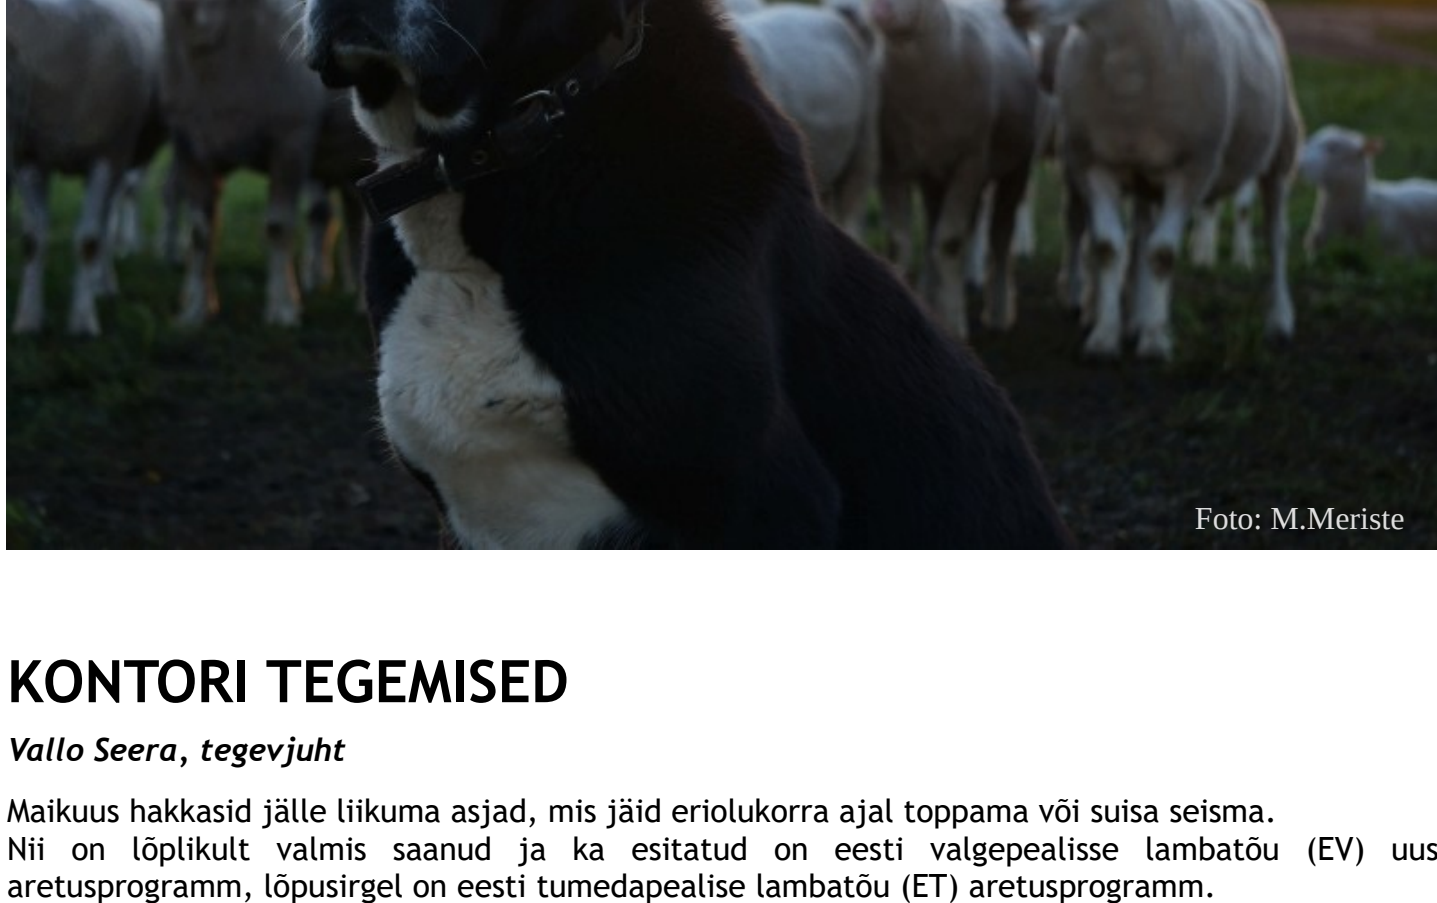 Foto: M.Meriste
KONTORI TEGEMISED
Vallo Seera, tegevjuht
Maikuus hakkasid jälle liikuma asjad, mis jäid eriolukorra ajal toppama või suisa seisma.
Nii on lõplikult valmis saanud ja ka esitatud on eesti valgepealisse lambatõu (EV) uus
aretusprogramm, lõpusirgel on eesti tumedapealise lambatõu (ET) aretusprogramm.